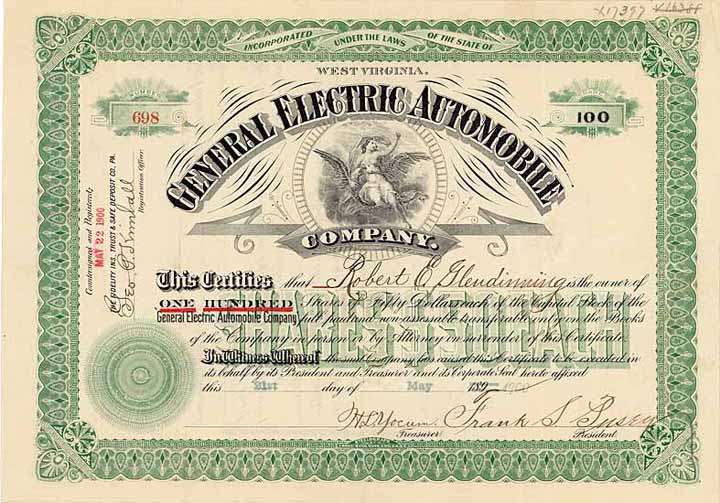 X17397 X16388
INCORPORATED UNDER THE LAWS OF THE STATE OF
WEST VIRGINIA.
NUMBER
698
SHARES
100
GENERAL ELECTRIC AUTOMOBILE
COMPANY.
Countersigned and Registered:
MAY 22 1900
THE FIDELITY INS. TRUST & SAFE DEPOSIT CO, PA.
Registration Officer.
This Certifies that Robert E. Glendinning is the owner of
ONE HUNDRED Shares of Fifty Dollars each of the Capital Stock of the
General Electric Automobile Company full paid and non-assessable transferable only on the Books
of the Company in person or by Attorney on surrender of this Certificate
In Witness Whereof the said Company has caused this Certificate to be executed in
its behalf by its President and Treasurer and its Corporate Seal hereto affixed
this 21st day of May 1900
H.S. Yocum. Frank S. Pusey
Treasurer President